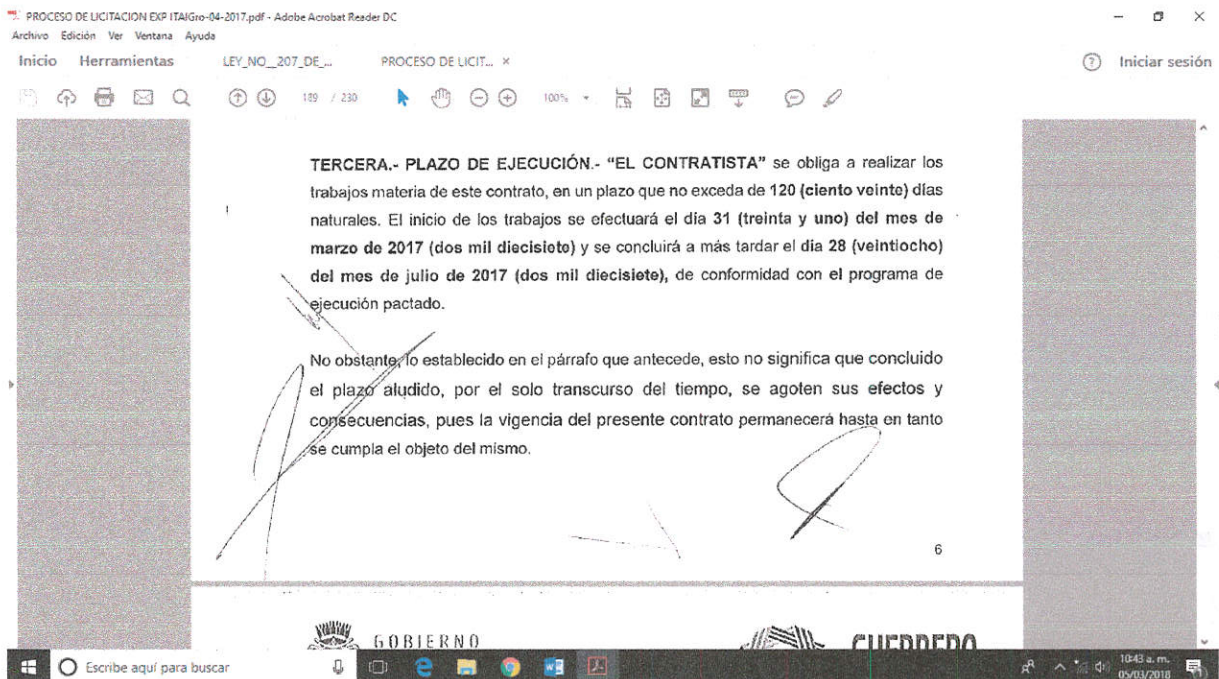 PROCESO DE LICITACION EXP ITAIGro-04-2017.pdf - Adobe Acrobat Reader DC
Archivo Edición Ver Ventana Ayuda
Inicio Herramientas LEY_NO__207_DE_... PROCESO DE LICIT... × Iniciar sesión
189 / 230 100%
TERCERA.- PLAZO DE EJECUCIÓN.- “EL CONTRATISTA” se obliga a realizar los
trabajos materia de este contrato, en un plazo que no exceda de 120 (ciento veinte) días
naturales. El inicio de los trabajos se efectuará el día 31 (treinta y uno) del mes de
marzo de 2017 (dos mil diecisiete) y se concluirá a más tardar el día 28 (veintiocho)
del mes de julio de 2017 (dos mil diecisiete), de conformidad con el programa de
ejecución pactado.
No obstante, lo establecido en el párrafo que antecede, esto no significa que concluido
el plazo aludido, por el solo transcurso del tiempo, se agoten sus efectos y
consecuencias, pues la vigencia del presente contrato permanecerá hasta en tanto
se cumpla el objeto del mismo.
6
GOBIERNO GUERRERO
Escribe aquí para buscar
10:43 a. m.
05/03/2018